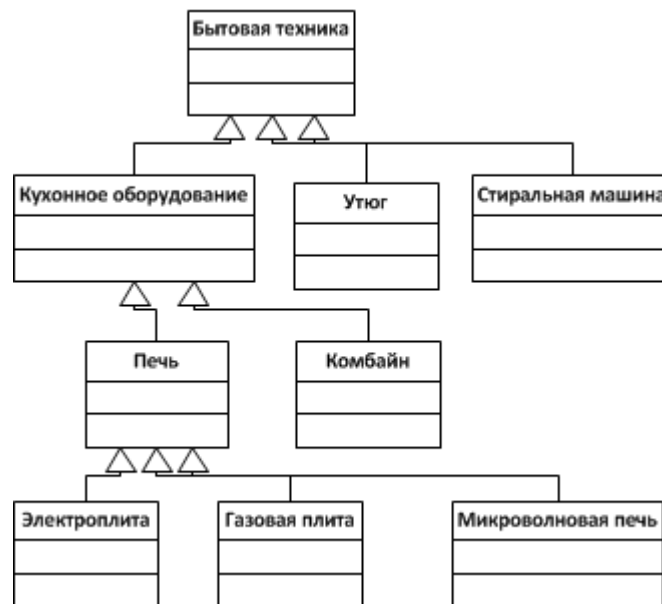 Бытовая техника
Кухонное оборудование
Утюг
Стиральная машина
Печь
Комбайн
Электроплита
Газовая плита
Микроволновая печь